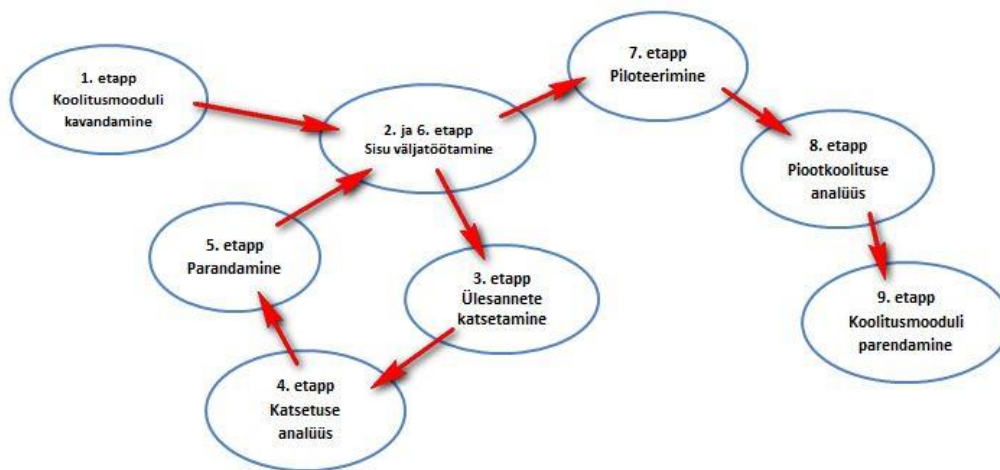 1. etapp
Koolitusmooduli
kavandamine
2. ja 6. etapp
Sisu väljatöötamine
3. etapp
Ülesannete
katsetamine
4. etapp
Katsetuse
analüüs
5. etapp
Parandamine
7. etapp
Piloteerimine
8. etapp
Piootkoolituse
analüüs
9. etapp
Koolitusmooduli
parendamine